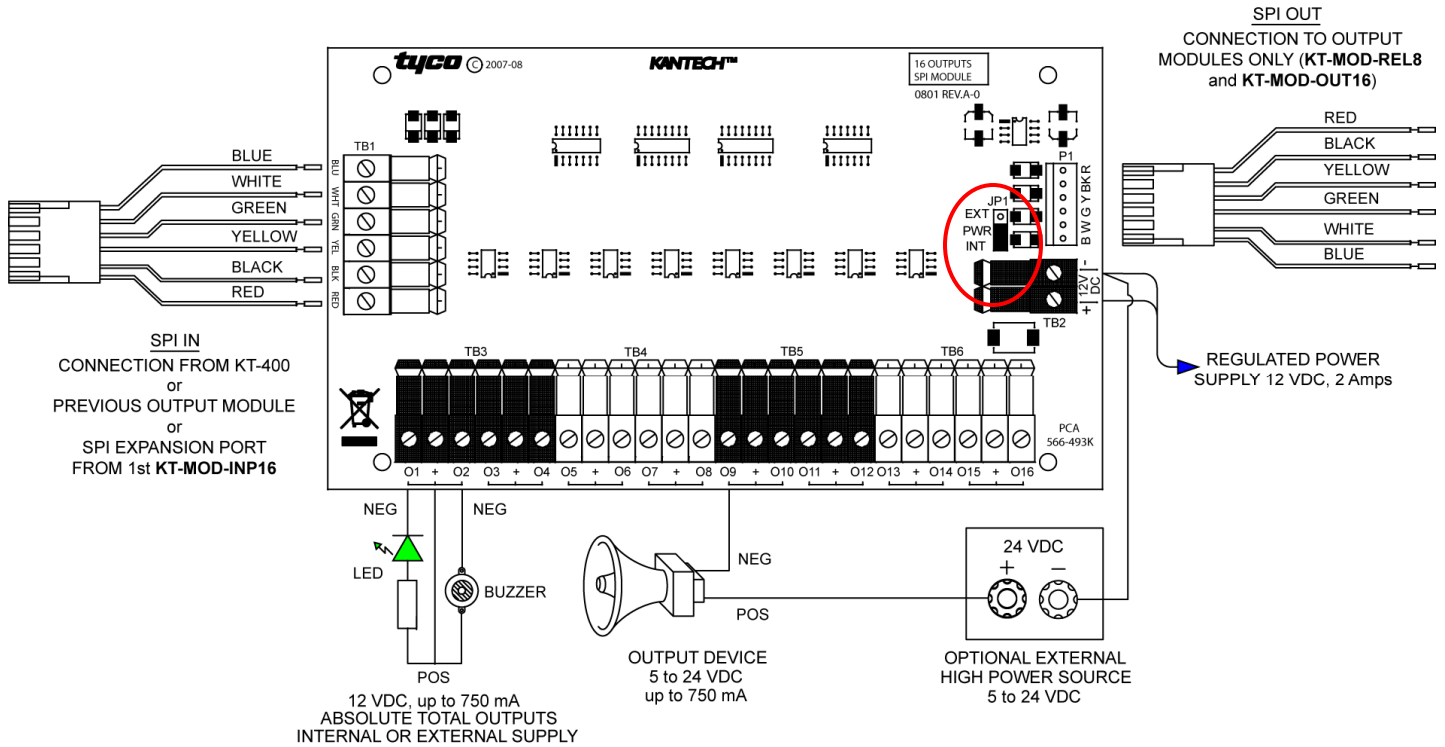 SPI OUT
CONNECTION TO OUTPUT
MODULES ONLY (KT-MOD-REL8
and KT-MOD-OUT16)
tyco © 2007-08
KANTECH™
16 OUTPUTS
SPI MODULE
0801 REV.A-0
RED
BLACK
YELLOW
GREEN
WHITE
BLUE
BLUE
WHITE
GREEN
YELLOW
BLACK
RED
TB1
BLU
WHT
GRN
YEL
BLK
RED
P1
B W G Y BK R
JP1
EXT
PWR
INT
+ 12V DC -
TB2
SPI IN
CONNECTION FROM KT-400
or
PREVIOUS OUTPUT MODULE
or
SPI EXPANSION PORT
FROM 1st KT-MOD-INP16
REGULATED POWER
SUPPLY 12 VDC, 2 Amps
TB3 TB4 TB5 TB6
PCA
566-493K
O1 + O2 O3 + O4 O5 + O6 O7 + O8 O9 + O10 O11 + O12 O13 + O14 O15 + O16
NEG NEG
LED
BUZZER
POS
12 VDC, up to 750 mA
ABSOLUTE TOTAL OUTPUTS
INTERNAL OR EXTERNAL SUPPLY
NEG
POS
OUTPUT DEVICE
5 to 24 VDC
up to 750 mA
24 VDC
+ −
OPTIONAL EXTERNAL
HIGH POWER SOURCE
5 to 24 VDC